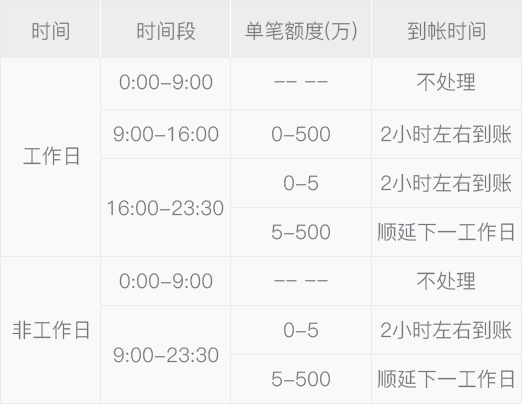 时间 时间段 单笔额度(万) 到帐时间
0:00-9:00 -- -- 不处理
9:00-16:00 0-500 2小时左右到账
工作日
0-5 2小时左右到账
16:00-23:30
5-500 顺延下一工作日
0:00-9:00 -- -- 不处理
非工作日 0-5 2小时左右到账
9:00-23:30
5-500 顺延下一工作日